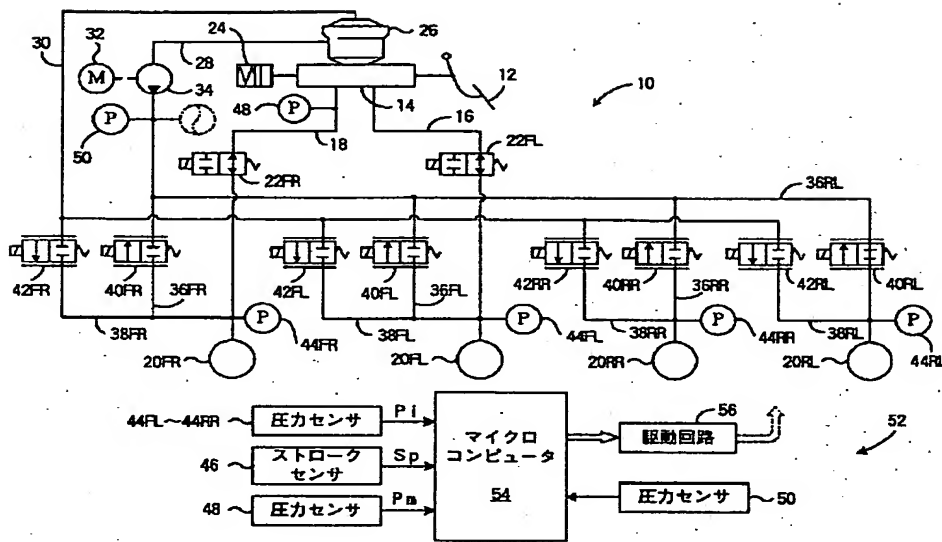 24
26
30
32
28
M
34
12
48
P
14
10
P
50
18
16
22FL
22FR
36RL
42FR
40FR
36FR
42FL
40FL
36FL
42RR
40RR
36RR
42RL
40RL
P
P
P
P
38FR
44FR
38FL
44FL
38RR
44RR
38RL
44RL
20FR
20FL
20RR
20RL
44FL～44RR
圧力センサ
Pi
46
ストローク
センサ
Sp
48
圧力センサ
Pm
マイクロ
コンピュータ
54
56
駆動回路
52
圧力センサ
50